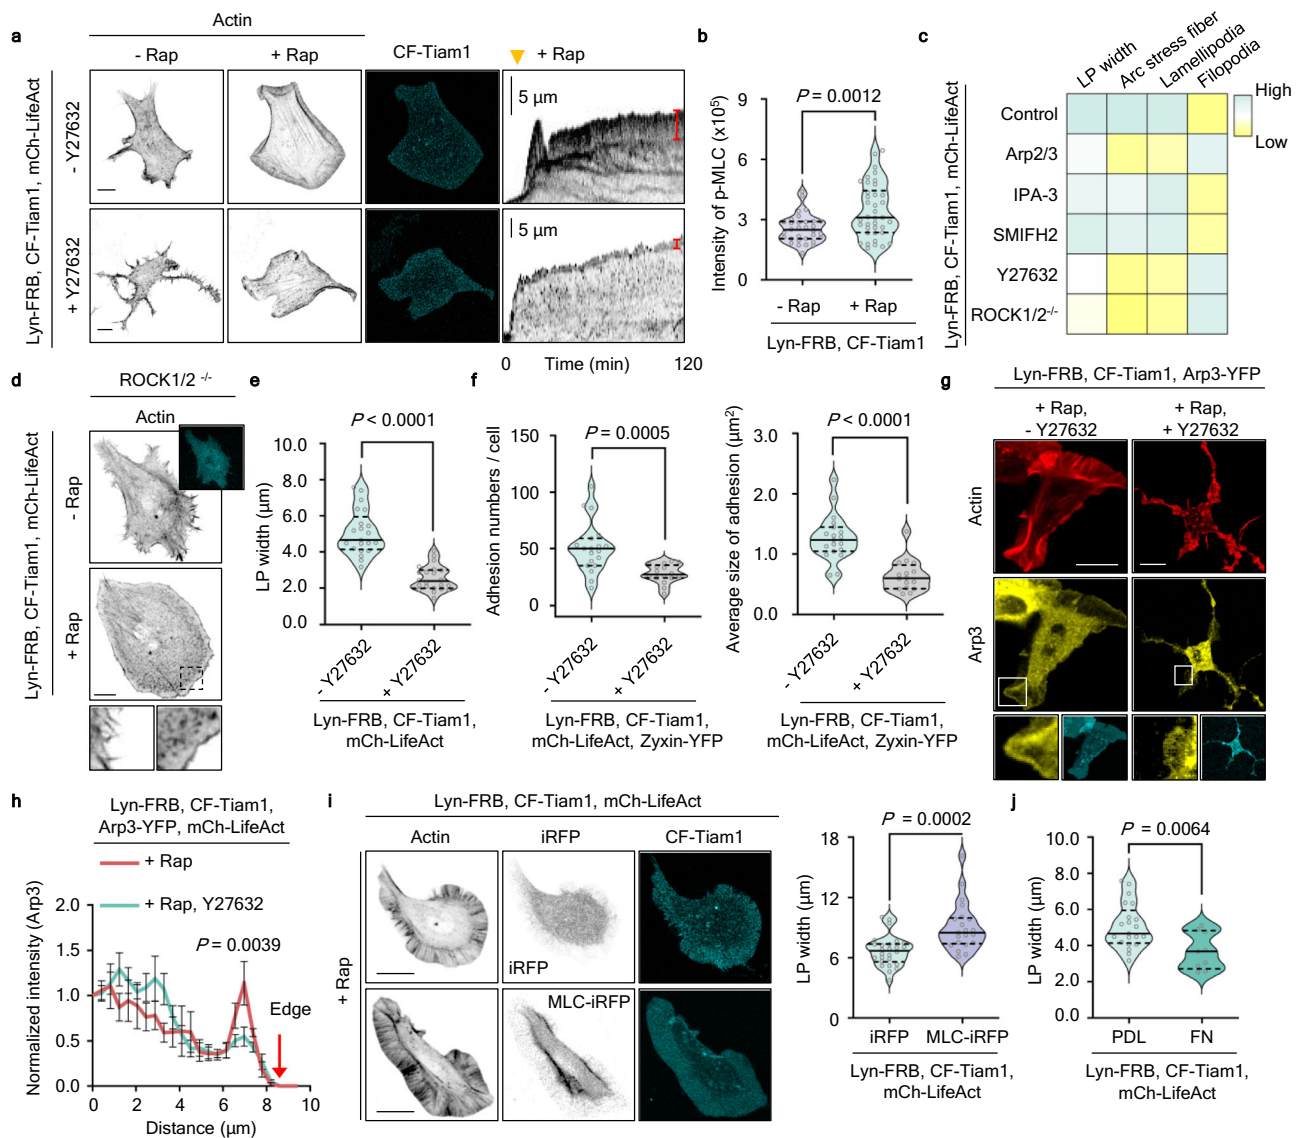 a
Actin
- Rap
+ Rap
CF-Tiam1
+ Rap
Lyn-FRB, CF-Tiam1, mCh-LifeAct
- Y27632
+ Y27632
5 µm
5 µm
0
Time (min)
120
b
P = 0.0012
Intensity of p-MLC (x10⁵)
9
6
3
0
- Rap
+ Rap
Lyn-FRB, CF-Tiam1
c
LP width
Arc stress fiber
Lamellipodia
Filopodia
Lyn-FRB, CF-Tiam1, mCh-LifeAct
Control
Arp2/3
IPA-3
SMIFH2
Y27632
ROCK1/2⁻/⁻
High
Low
d
ROCK1/2 -/-
Actin
Lyn-FRB, CF-Tiam1, mCh-LifeAct
- Rap
+ Rap
e
P < 0.0001
LP width (µm)
10.0
8.0
6.0
4.0
2.0
0.0
- Y27632
+ Y27632
Lyn-FRB, CF-Tiam1,
mCh-LifeAct
f
P = 0.0005
Adhesion numbers / cell
150
100
50
0
- Y27632
+ Y27632
Lyn-FRB, CF-Tiam1,
mCh-LifeAct, Zyxin-YFP
P < 0.0001
Average size of adhesion (µm²)
3.0
2.0
1.0
0.0
- Y27632
+ Y27632
Lyn-FRB, CF-Tiam1,
mCh-LifeAct, Zyxin-YFP
g
Lyn-FRB, CF-Tiam1, Arp3-YFP
+ Rap,
- Y27632
+ Rap,
+ Y27632
Actin
Arp3
h
Lyn-FRB, CF-Tiam1,
Arp3-YFP, mCh-LifeAct
+ Rap
+ Rap, Y27632
P = 0.0039
Edge
Normalized intensity (Arp3)
2.0
1.5
1.0
0.5
0.0
0 2 4 6 8 10
Distance (µm)
i
Lyn-FRB, CF-Tiam1, mCh-LifeAct
Actin
iRFP
CF-Tiam1
+ Rap
iRFP
MLC-iRFP
P = 0.0002
LP width (µm)
18
12
6
0
iRFP
MLC-iRFP
Lyn-FRB, CF-Tiam1,
mCh-LifeAct
j
P = 0.0064
LP width (µm)
10.0
8.0
6.0
4.0
2.0
0.0
PDL
FN
Lyn-FRB, CF-Tiam1,
mCh-LifeAct